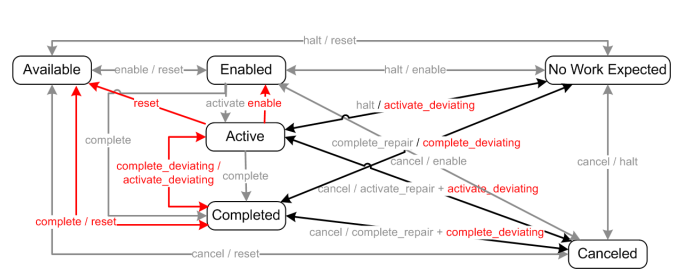 halt / reset
Available
enable / reset
Enabled
halt / enable
No Work Expected
reset
activate enable
halt / activate_deviating
complete
Active
complete_repair / complete_deviating
cancel / enable
cancel / halt
complete_deviating /
activate_deviating
complete
cancel / activate_repair + activate_deviating
complete / reset
Completed
cancel / complete_repair + complete_deviating
cancel / reset
Canceled